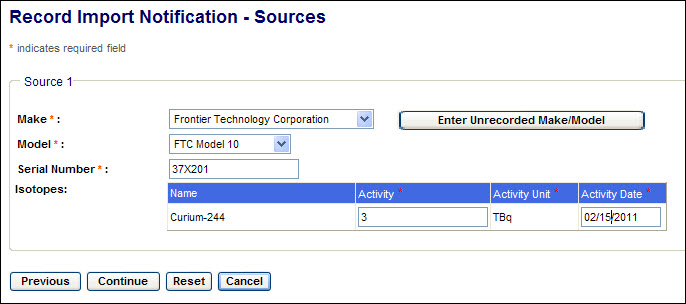 Record Import Notification - Sources
* indicates required field
Source 1
Make * : Frontier Technology Corporation Enter Unrecorded Make/Model
Model * : FTC Model 10
Serial Number * : 37X201
Isotopes:
Name Activity * Activity Unit * Activity Date *
Curium-244 3 TBq 02/15/2011
Previous Continue Reset Cancel